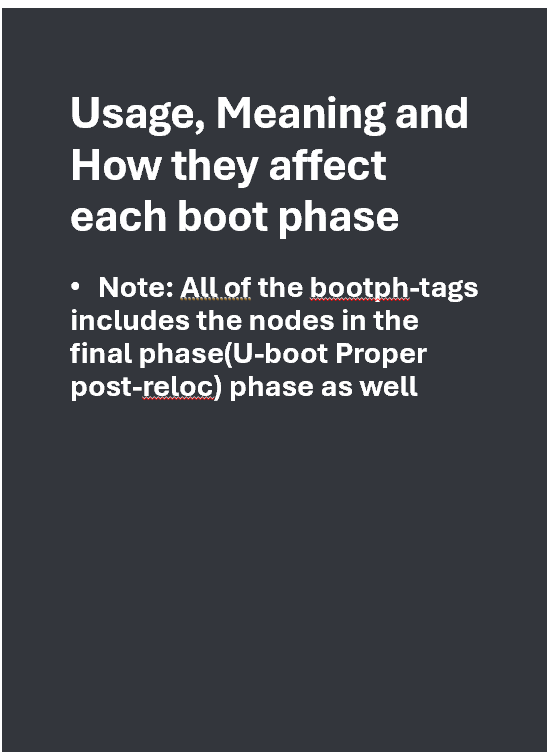 Usage, Meaning and
How they affect
each boot phase
• Note: All of the bootph-tags
includes the nodes in the
final phase(U-boot Proper
post-reloc) phase as well